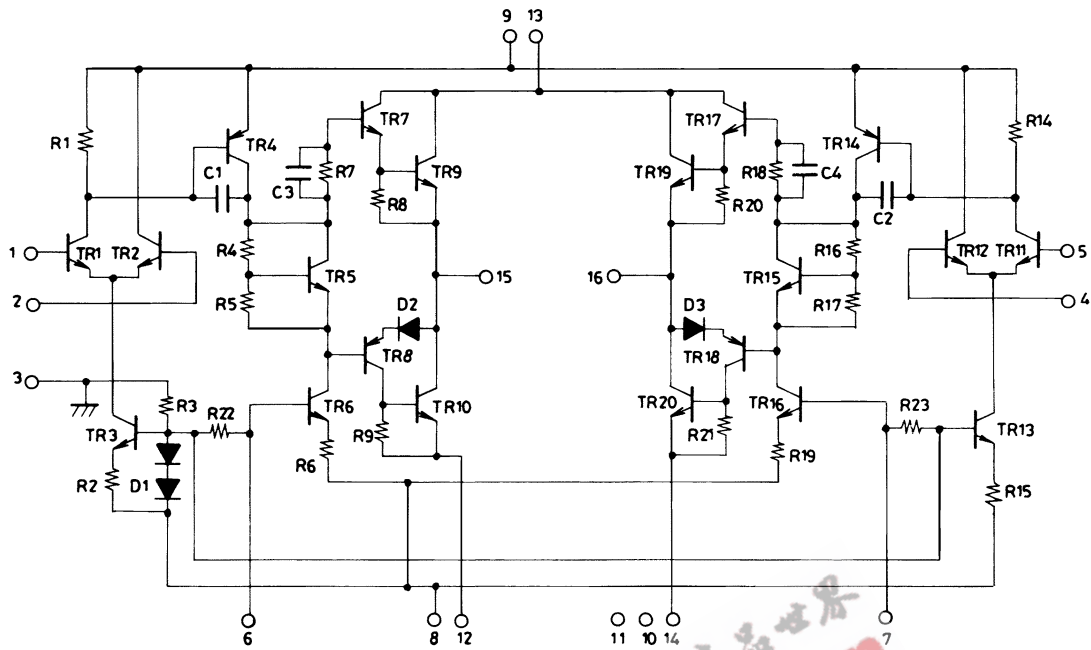 9 13
R1
TR4
C1
TR7
C3
R7
R8
TR9
TR17
TR19
R18
C4
R20
TR14
C2
R14
1
TR1
TR2
2
R4
R5
TR5
15
16
TR15
R16
R17
TR12
TR11
5
4
3
R3
TR3
R22
R2
D1
D2
TR8
TR6
R9
R6
TR10
D3
TR18
TR20
R21
TR16
R19
R23
TR13
R15
6
8
12
11
10
14
7
世界